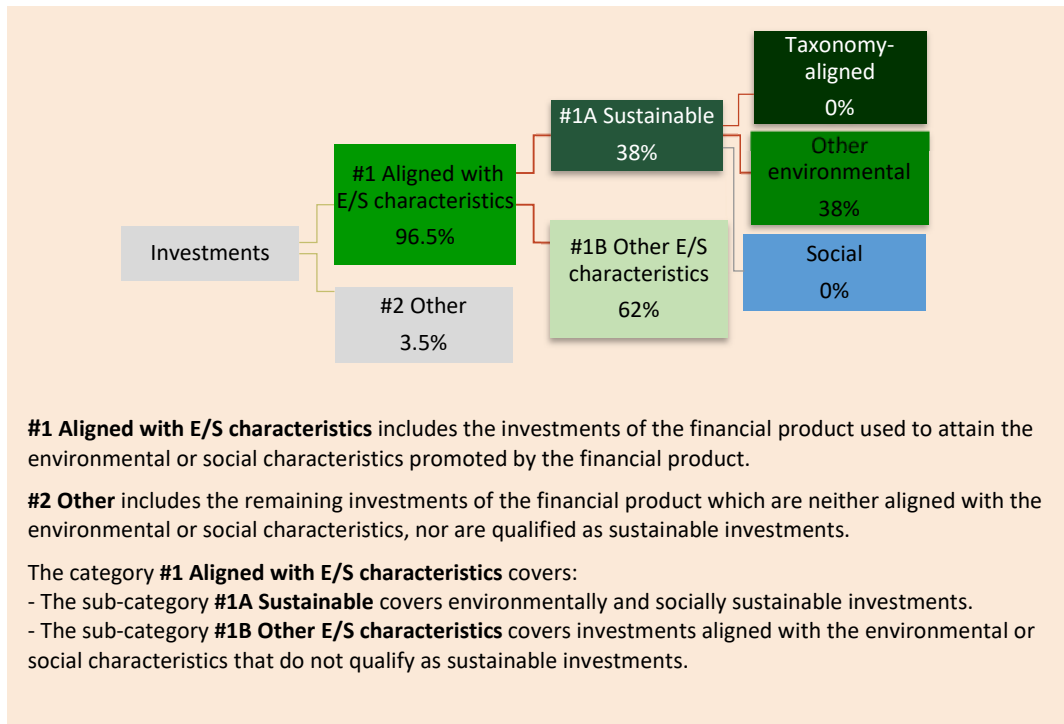 Investments
#1 Aligned with
E/S characteristics
96.5%
#2 Other
3.5%
#1A Sustainable
38%
#1B Other E/S
characteristics
62%
Taxonomy-
aligned
0%
Other
environmental
38%
Social
0%
#1 Aligned with E/S characteristics includes the investments of the financial product used to attain the
environmental or social characteristics promoted by the financial product.
#2 Other includes the remaining investments of the financial product which are neither aligned with the
environmental or social characteristics, nor are qualified as sustainable investments.
The category #1 Aligned with E/S characteristics covers:
- The sub-category #1A Sustainable covers environmentally and socially sustainable investments.
- The sub-category #1B Other E/S characteristics covers investments aligned with the environmental or
social characteristics that do not qualify as sustainable investments.